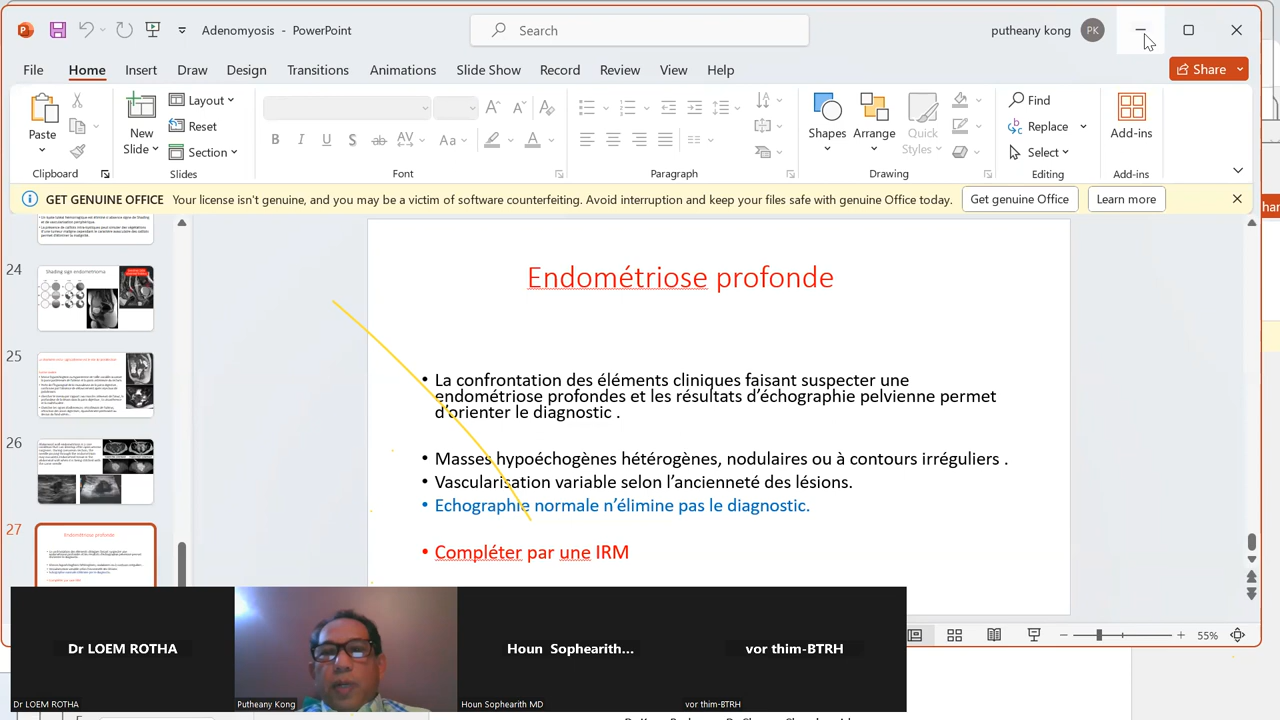 Adenomyosis - PowerPoint
Search
putheany kong
PK
File
Home
Insert
Draw
Design
Transitions
Animations
Slide Show
Record
Review
View
Help
Share
Paste
New
Slide
Layout
Reset
Section
B I U S ab AV Aa A
Shapes
Arrange
Quick
Styles
Find
Replace
Select
Add-ins
Clipboard
Slides
Font
Paragraph
Drawing
Editing
Add-ins
GET GENUINE OFFICE Your license isn't genuine, and you may be a victim of software counterfeiting. Avoid interruption and keep your files safe with genuine Office today.
Get genuine Office
Learn more
24
Shading sign endometrioma
25
26
27
Endométriose profonde
Endométriose profonde
• La confrontation des éléments cliniques faisant suspecter une
endométriose profondes et les résultats d'échographie pelvienne permet
d'orienter le diagnostic .
• Masses hypoéchogènes hétérogènes, nodulaires ou à contours irréguliers .
• Vascularisation variable selon l'ancienneté des lésions.
• Echographie normale n'élimine pas le diagnostic.
• Compléter par une IRM
55%
Dr LOEM ROTHA
Houn Sophearith...
vor thim-BTRH
Dr LOEM ROTHA
Putheany Kong
Houn Sophearith MD
vor thim-BTRH